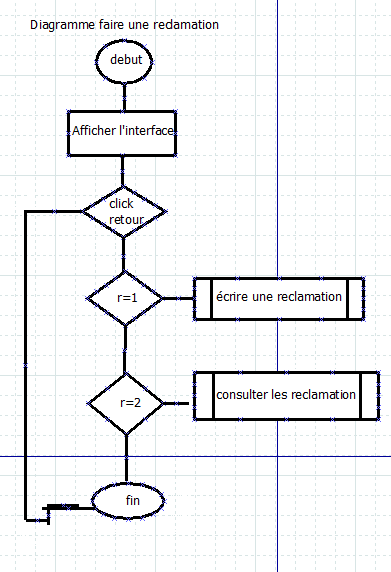 Diagramme faire une redamation
debut
Afficher l'interface
click
retour
r=1
écrire une reclamation
r=2
consulter les reclamation
fin